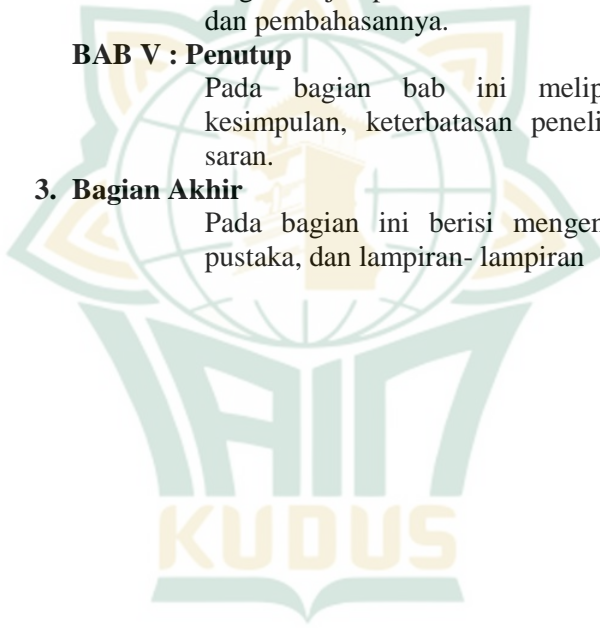 dan pembahasannya.
BAB V : Penutup
Pada bagian bab ini
kesimpulan, keterbatasan
saran.
3. Bagian Akhir
Pada bagian ini berisi
pustaka, dan lampiran- lampiran
IAIN
KUDUS